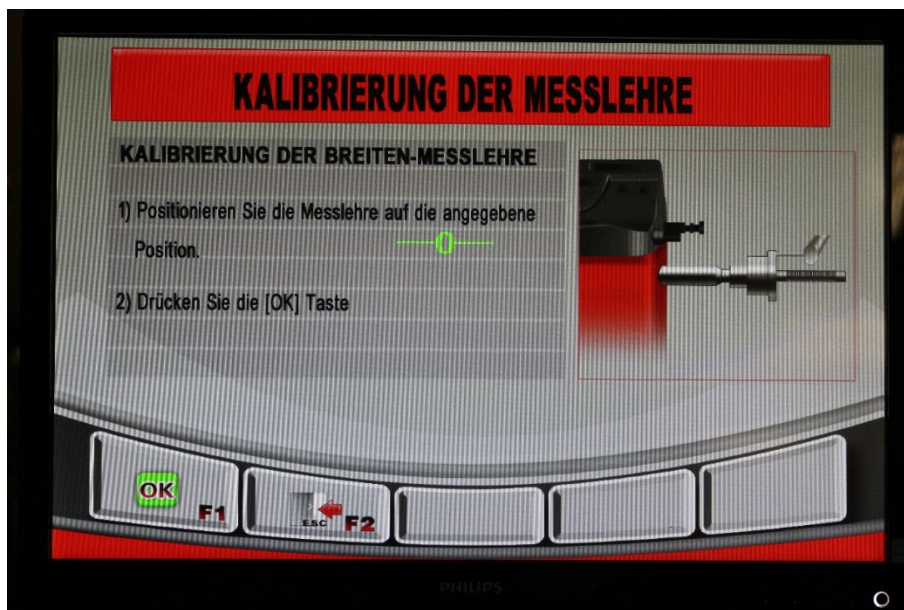 KALIBRIERUNG DER MESSLEHRE
KALIBRIERUNG DER BREITEN-MESSLEHRE
1) Positionieren Sie die Messlehre auf die angegebene
Position.
0
2) Drücken Sie die [OK] Taste
OK
F1
ESC
F2
PHILIPS